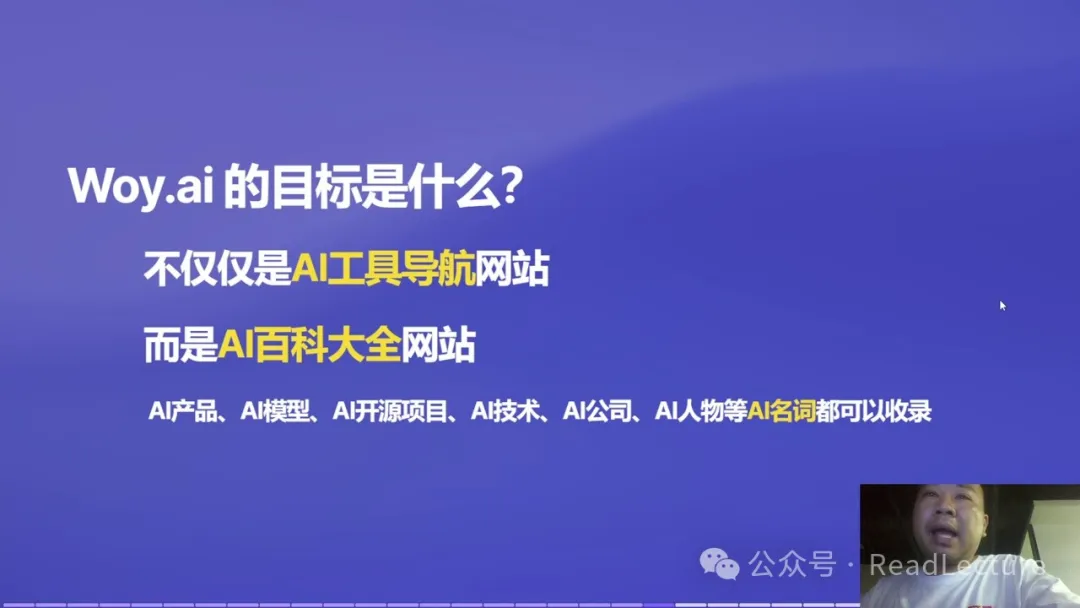 Woy.ai 的目标是什么？
不仅仅是AI工具导航网站
而是AI百科大全网站
AI产品、AI模型、AI开源项目、AI技术、AI公司、AI人物等AI名词都可以收录
公众号 · ReadLecture